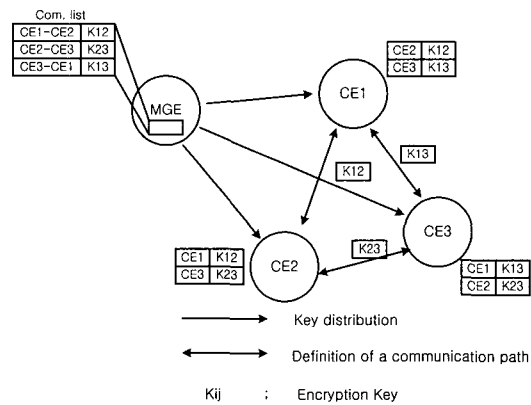 Com. list
CE1-CE2 K12
CE2-CE3 K23
CE3-CE1 K13
MGE
CE1
CE2 K12
CE3 K13
K13
K12
CE3
K23
CE2
CE1 K12
CE3 K23
CE1 K13
CE2 K23
Key distribution
Definition of a communication path
Kij ; Encryption Key